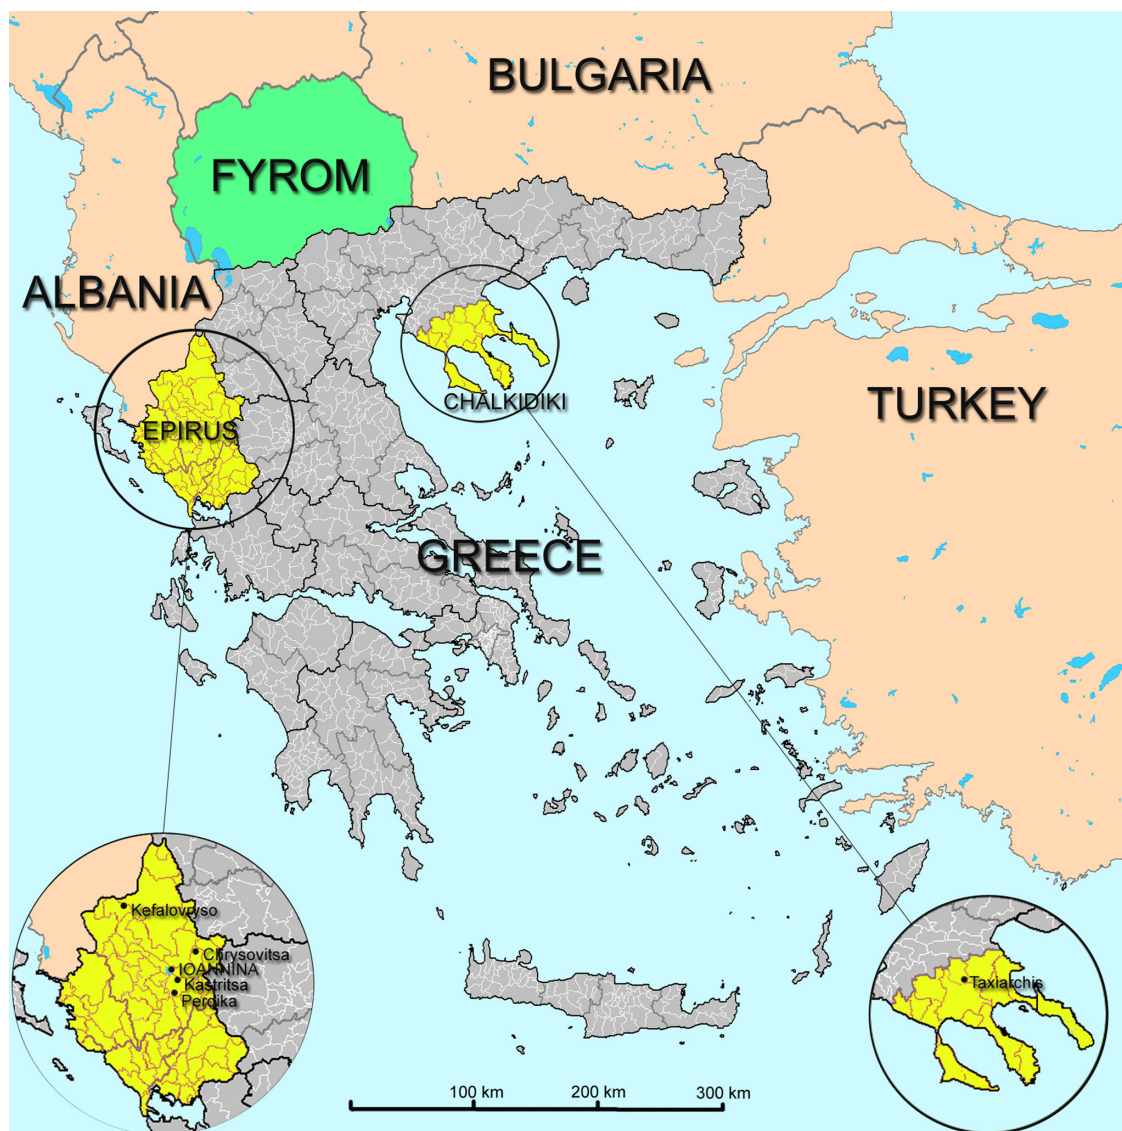 BULGARIA
FYROM
ALBANIA
CHALKIDIKI
TURKEY
EPIRUS
GREECE
Kefalovryso
Chrysovitsa
IOANNINA
Kastritsa
Perdika
Taxiarchis
100 km
200 km
300 km